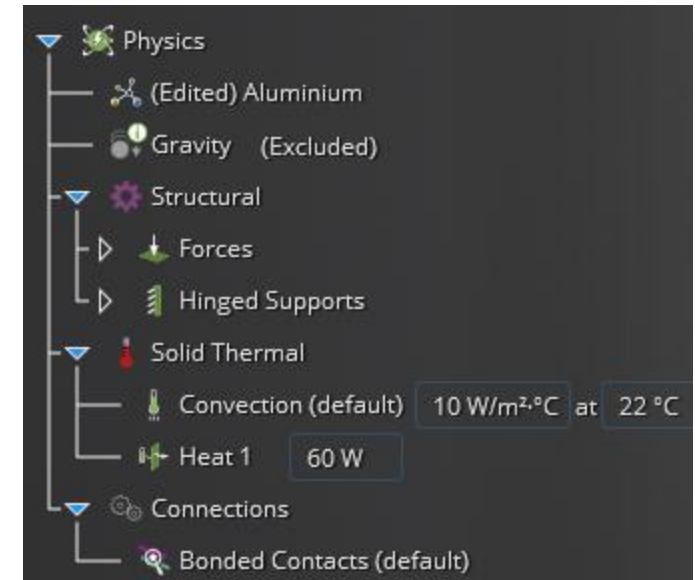 Physics
(Edited) Aluminium
Gravity (Excluded)
Structural
Forces
Hinged Supports
Solid Thermal
Convection (default) 10 W/m²·°C at 22 °C
Heat 1 60 W
Connections
Bonded Contacts (default)